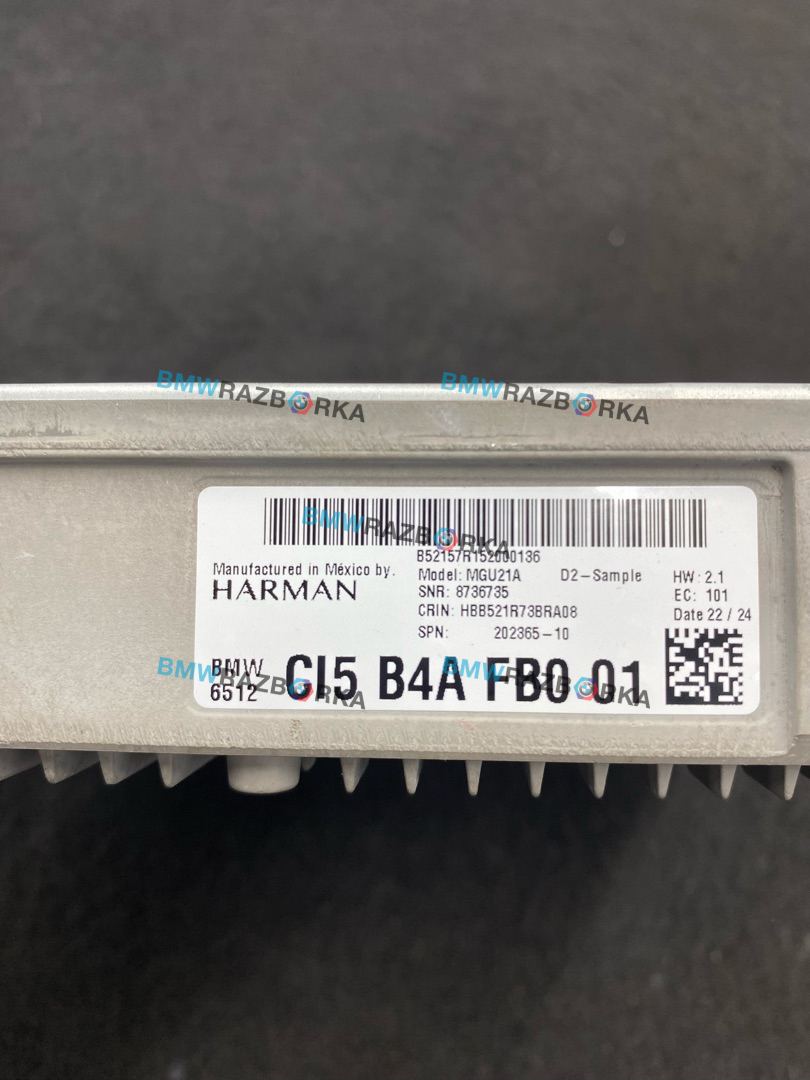 BMWRAZBORKA
BMWRAZBORKA
BMWRAZBORKA
B52157R152000136
Manufactured in México by.
HARMAN
Model: MGU21A D2-Sample
SNR: 8736735
CRIN: HBB521R73BRA08
SPN: 202365-10
HW: 2.1
EC: 101
Date 22 / 24
BMW
6512
CI5 B4A FB0 01
BMWRAZBORKA
BMWRAZBORKA